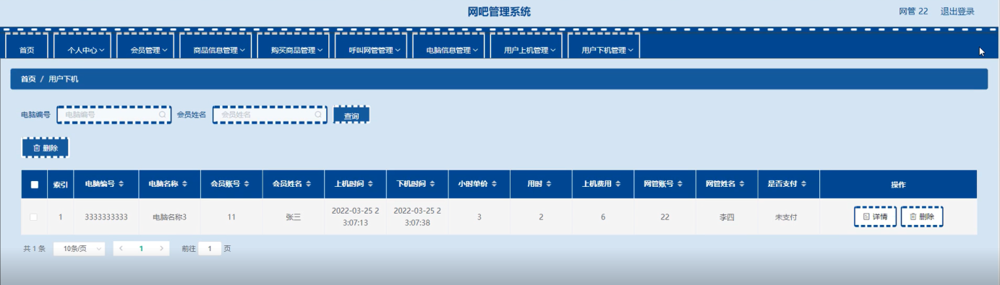 网吧管理系统
网管 22 退出登录
首页 个人中心 会员管理 商品信息管理 购买商品管理 呼叫网管管理 电脑信息管理 用户上机管理 用户下机管理
首页 / 用户下机
电脑编号 电脑编号 会员姓名 会员姓名 查询
删除
索引 电脑编号 电脑名称 会员账号 会员姓名 上机时间 下机时间 小时单价 用时 上机费用 网管账号 网管姓名 是否支付 操作
1 3333333333 电脑名称3 11 张三 2022-03-25 2 2022-03-25 2 3 2 6 22 李四 未支付 详情 删除
3:07:13 3:07:38
共 1 条 10条/页 1 前往 1 页